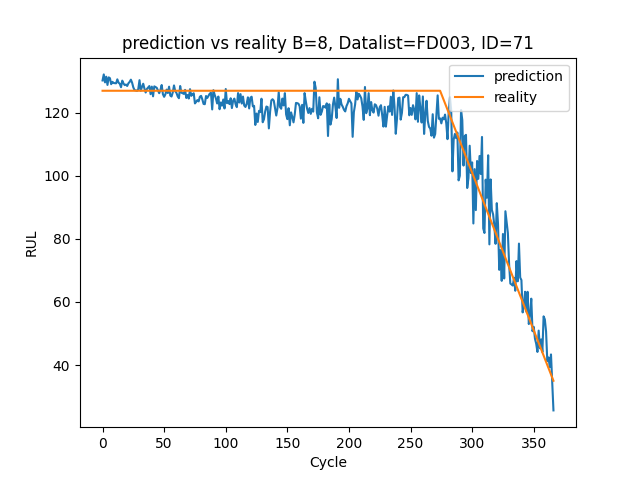 prediction vs reality B=8, Datalist=FD003, ID=71
prediction
reality
RUL
120
100
80
60
40
0 50 100 150 200 250 300 350
Cycle